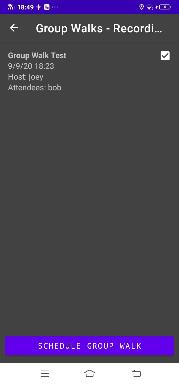 18:49
Group Walks - Recordi...
Group Walk Test
9/9/20 18:23
Host: joey
Attendees: bob
SCHEDULE GROUP WALK